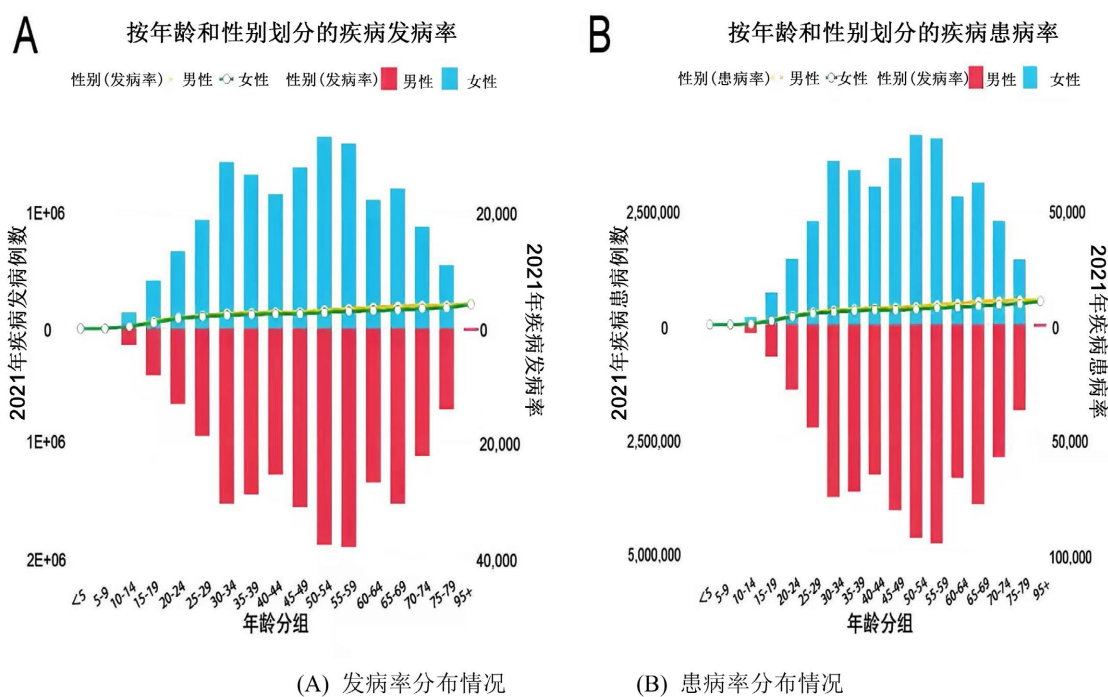 A
按年龄和性别划分的疾病发病率
性别(发病率) 男性 女性 性别(发病率) 男性 女性
2021年疾病发病例数
1E+06
0
1E+06
2E+06
20,000
0
20,000
40,000
2021年疾病发病率
<5 5-9 10-14 15-19 20-24 25-29 30-34 35-39 40-44 45-49 50-54 55-59 60-64 65-69 70-74 75-79 95+
年龄分组
B
按年龄和性别划分的疾病患病率
性别(患病率) 男性 女性 性别(发病率) 男性 女性
2021年疾病患病例数
2,500,000
0
2,500,000
5,000,000
50,000
0
50,000
100,000
2021年疾病患病率
<5 5-9 10-14 15-19 20-24 25-29 30-34 35-39 40-44 45-49 50-54 55-59 60-64 65-69 70-74 75-79 95+
年龄分组
(A) 发病率分布情况 (B) 患病率分布情况